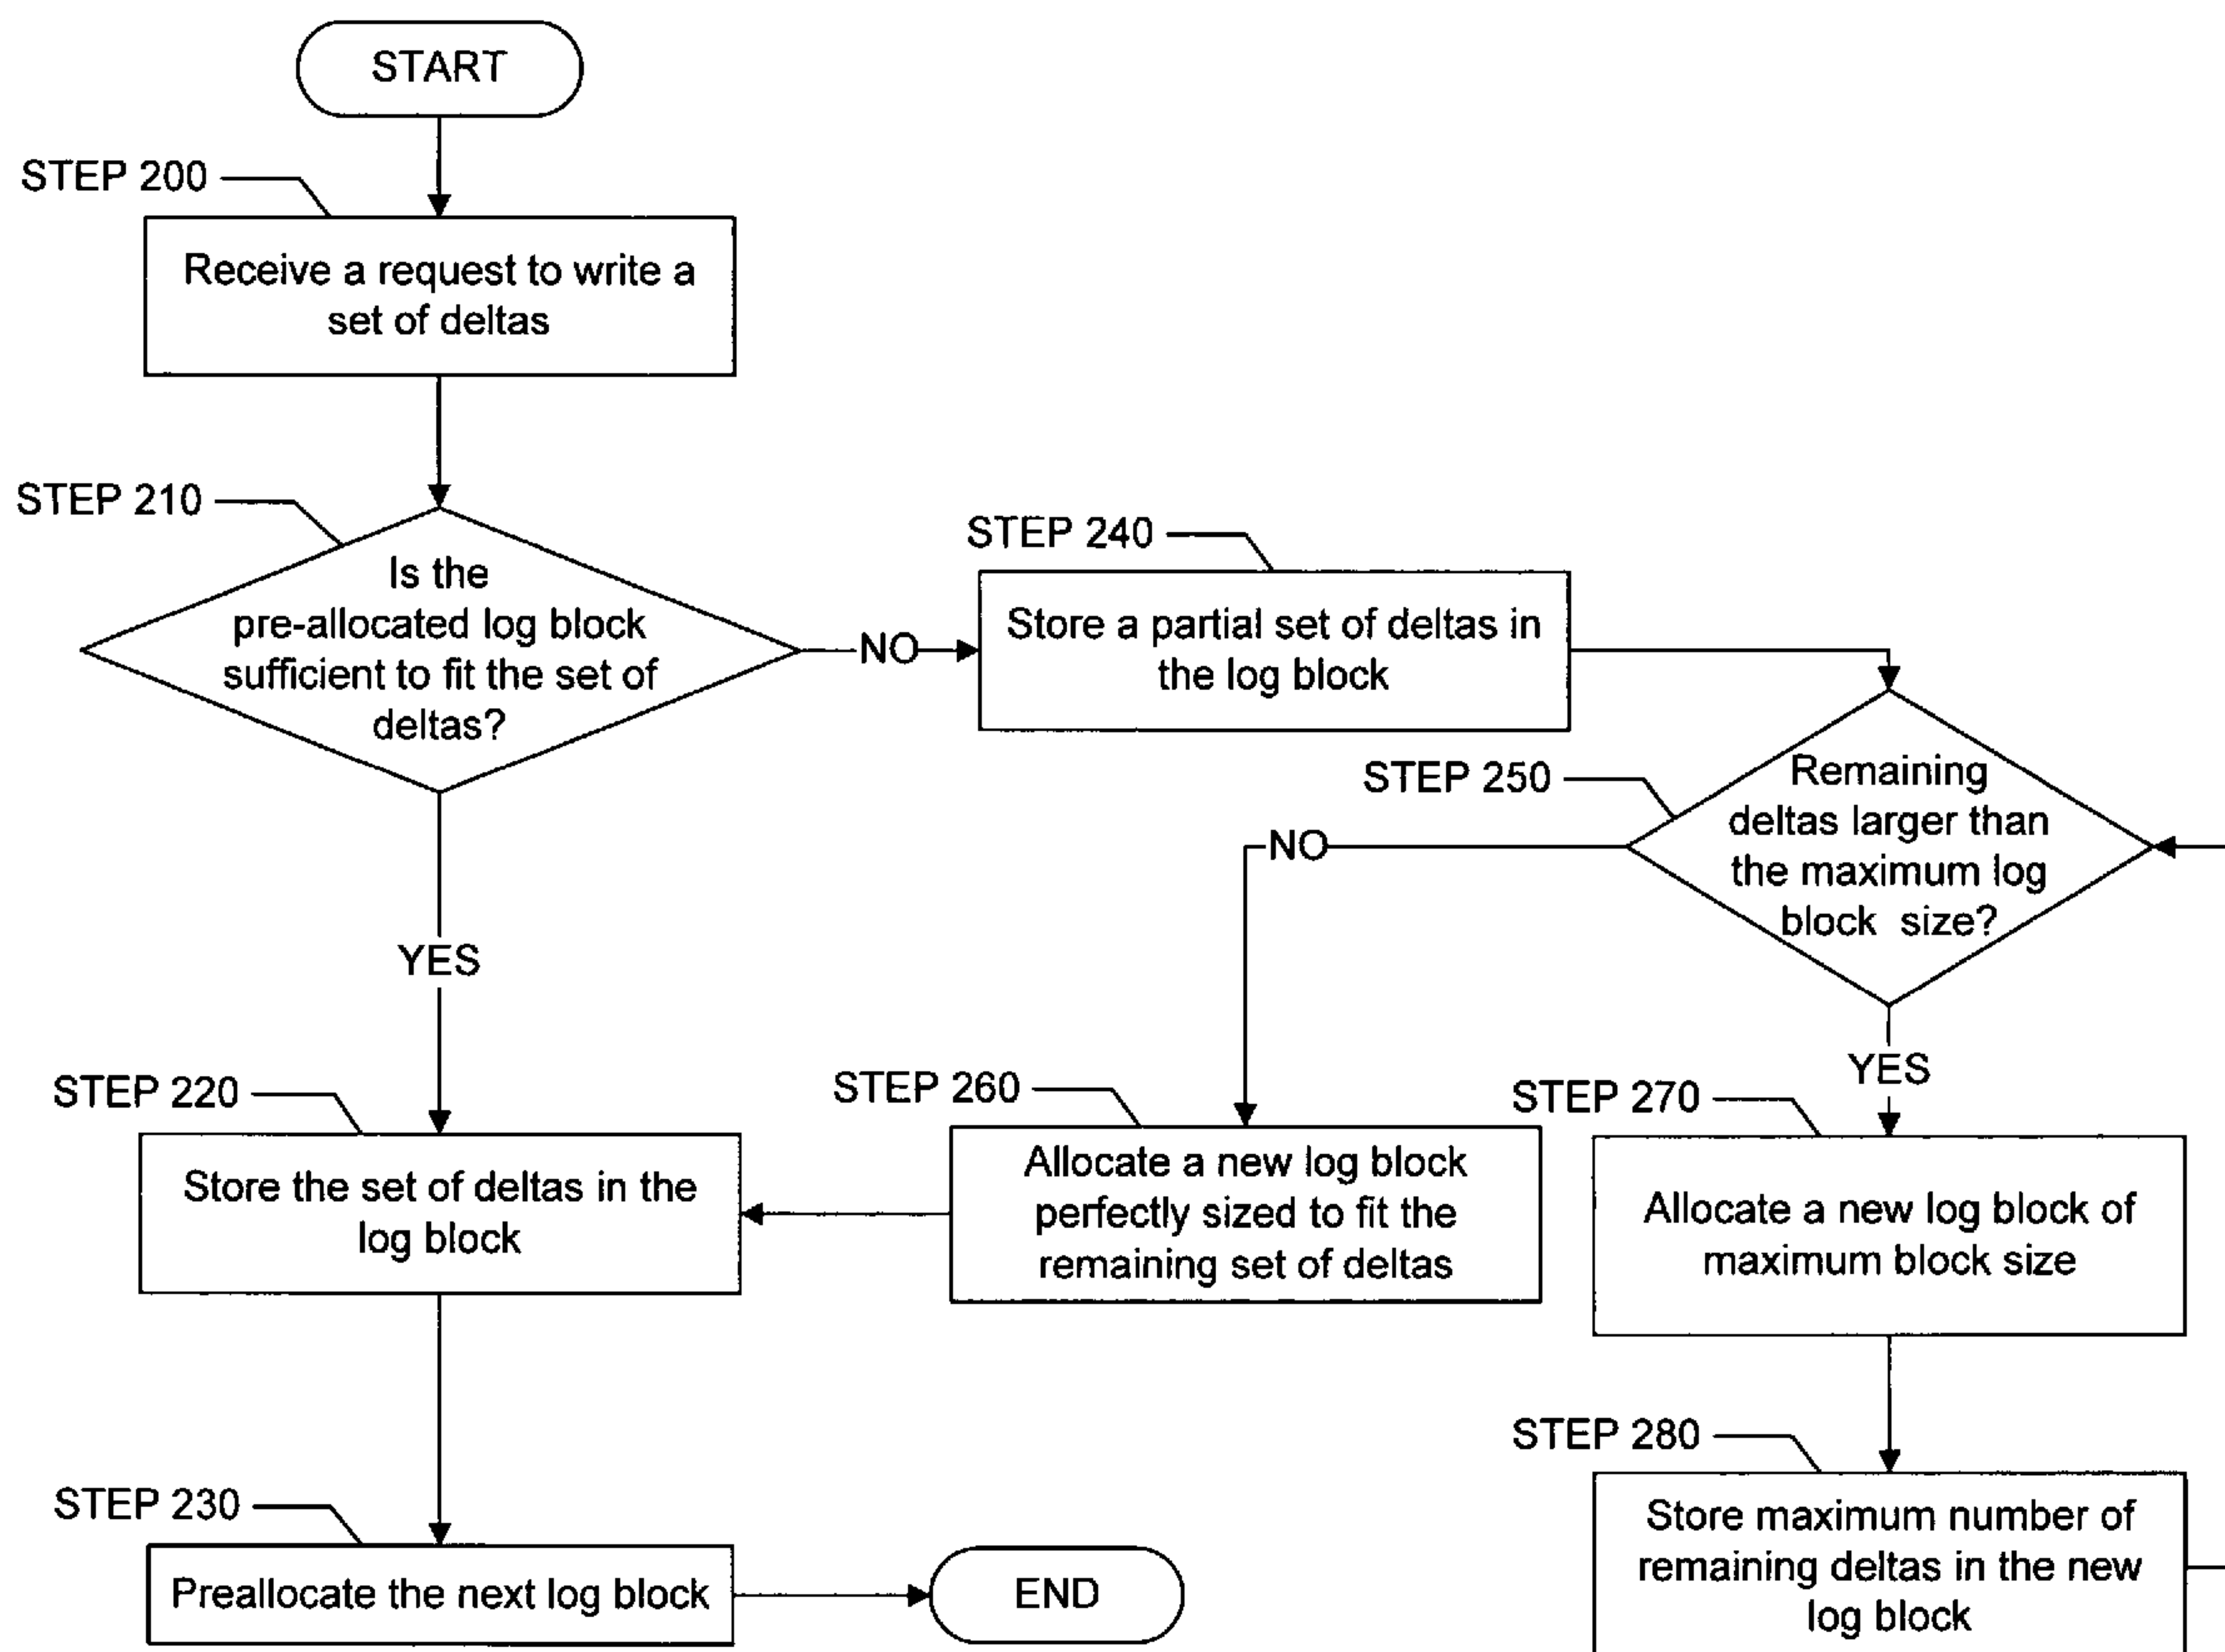 START
STEP 200
Receive a request to write a
set of deltas
STEP 210
Is the
pre-allocated log block
sufficient to fit the set of
deltas?
NO
YES
STEP 240
Store a partial set of deltas in
the log block
STEP 250
Remaining
deltas larger than
the maximum log
block size?
NO
YES
STEP 220
Store the set of deltas in the
log block
STEP 260
Allocate a new log block
perfectly sized to fit the
remaining set of deltas
STEP 270
Allocate a new log block of
maximum block size
STEP 280
Store maximum number of
remaining deltas in the new
log block
STEP 230
Preallocate the next log block
END